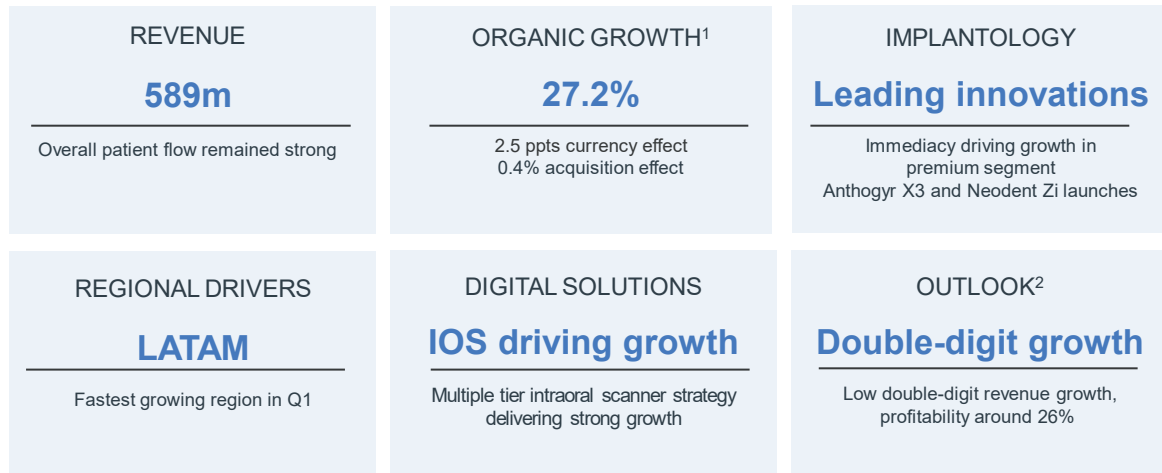 REVENUE
589m
Overall patient flow remained strong
ORGANIC GROWTH¹
27.2%
2.5 ppts currency effect
0.4% acquisition effect
IMPLANTOLOGY
Leading innovations
Immediacy driving growth in
premium segment
Anthogyr X3 and Neodent Zi launches
REGIONAL DRIVERS
LATAM
Fastest growing region in Q1
DIGITAL SOLUTIONS
IOS driving growth
Multiple tier intraoral scanner strategy
delivering strong growth
OUTLOOK²
Double-digit growth
Low double-digit revenue growth,
profitability around 26%